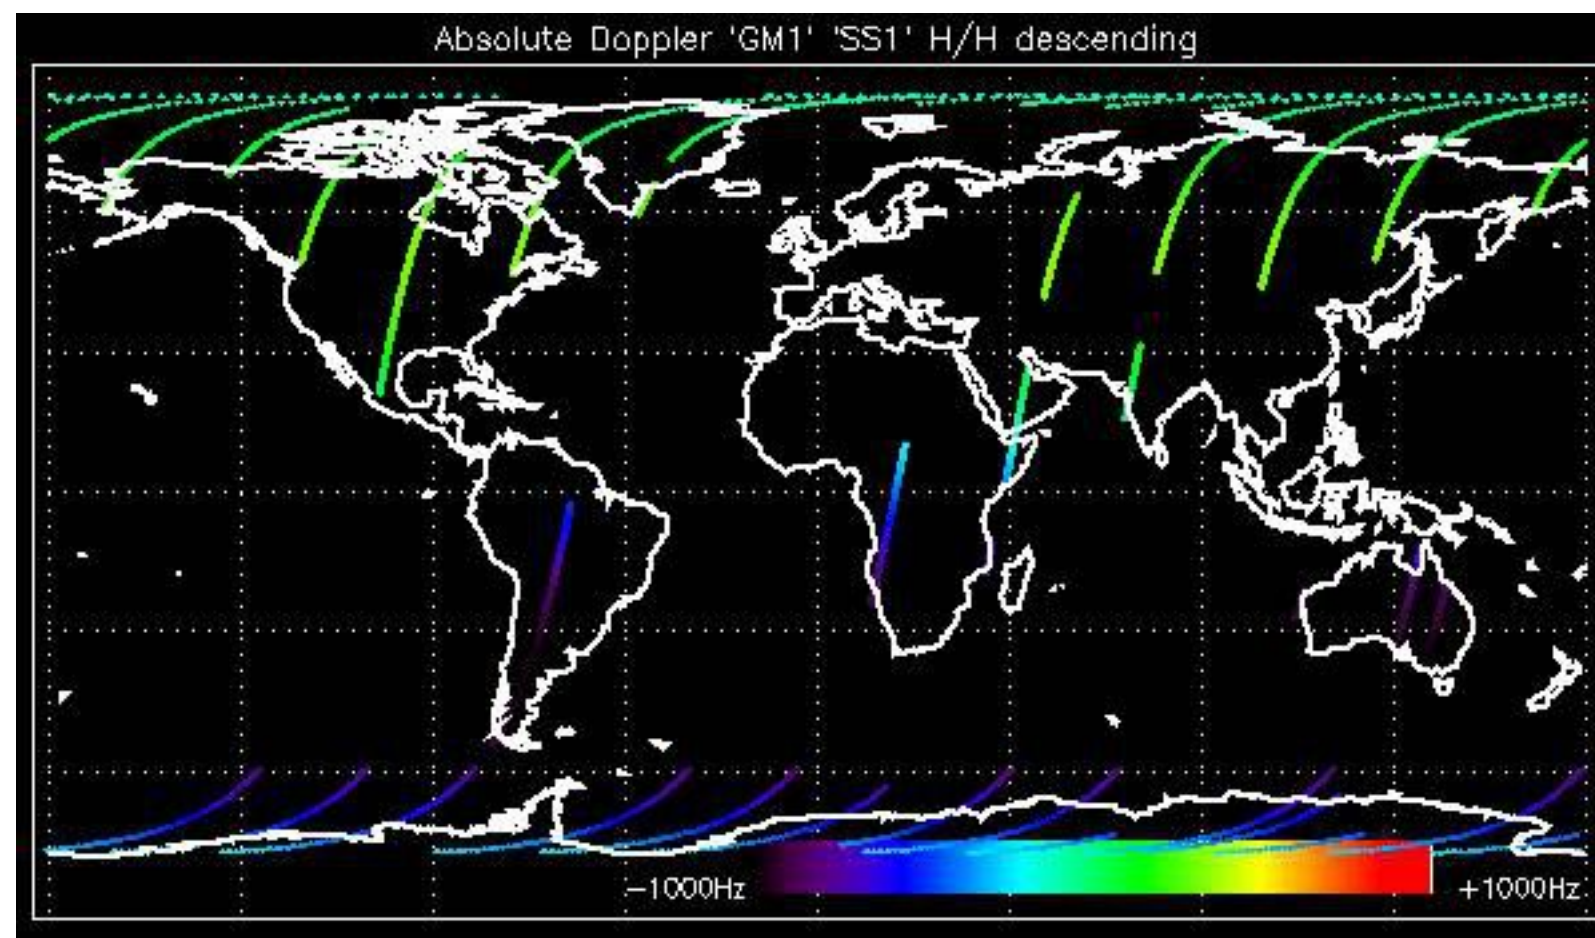 Absolute Doppler 'GM1' 'SS1' H/H descending
−1000Hz
+1000Hz